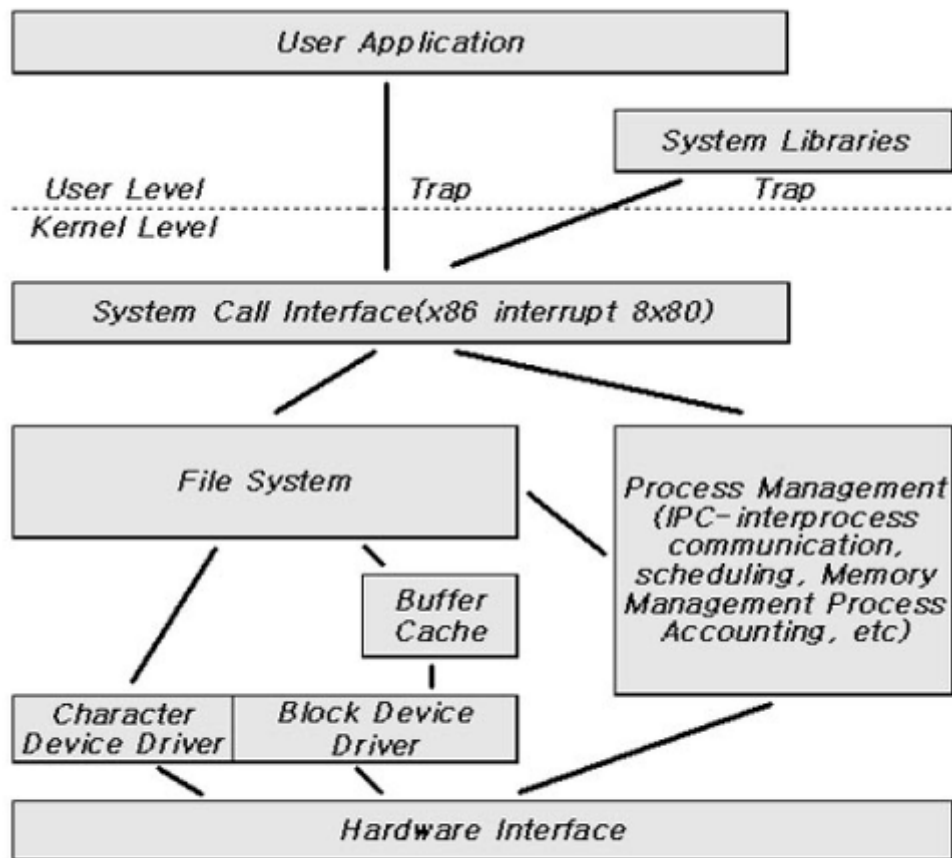 User Application
System Libraries
User Level
Trap
Trap
Kernel Level
System Call Interface(x86 interrupt 8x80)
File System
Process Management
(IPC-interprocess
communication,
scheduling, Memory
Management Process
Accounting, etc)
Buffer
Cache
Character
Device Driver
Block Device
Driver
Hardware Interface